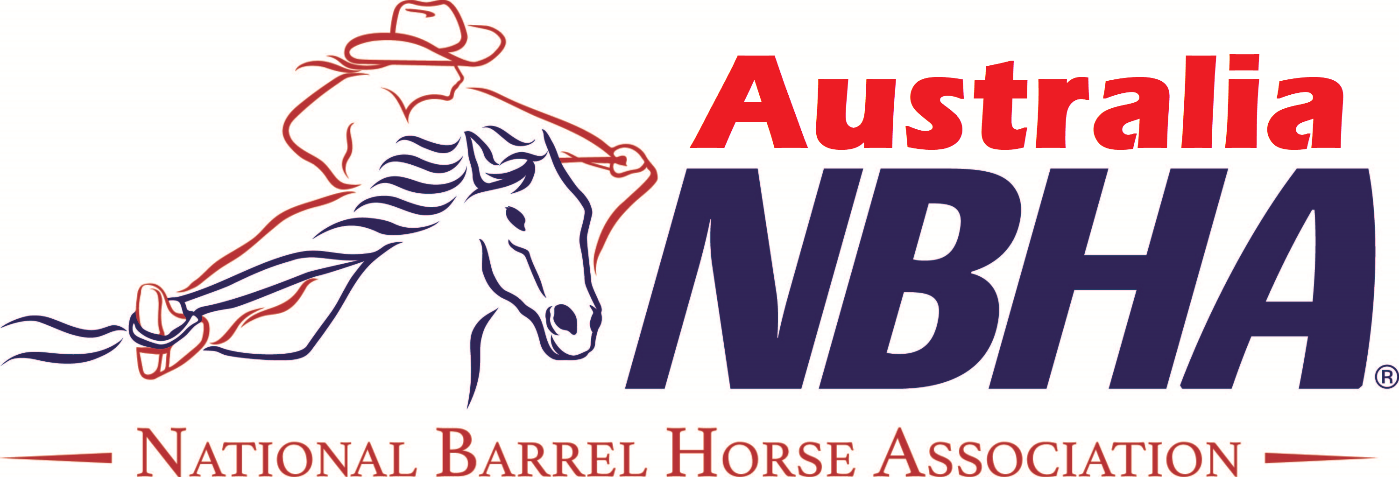 Australia
NBHA®
National Barrel Horse Association